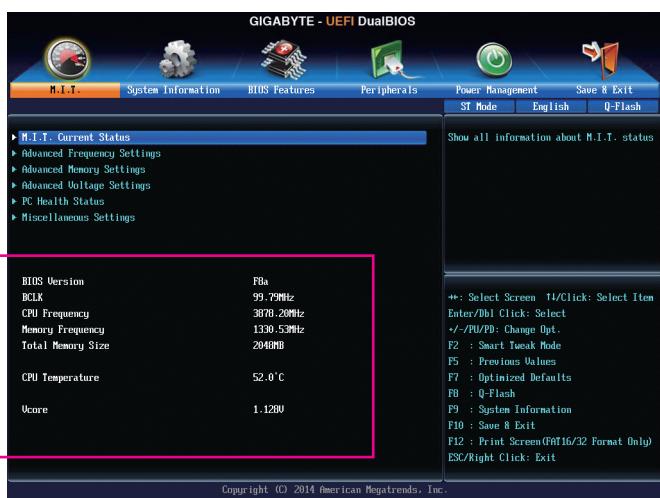 GIGABYTE - UEFI DualBIOS
M.I.T. System Information BIOS Features Peripherals Power Management Save & Exit
ST Mode English Q-Flash
M.I.T. Current Status
Advanced Frequency Settings
Advanced Memory Settings
Advanced Voltage Settings
PC Health Status
Miscellaneous Settings
Show all information about M.I.T. status
BIOS Version F8a
BCLK 99.79MHz
CPU Frequency 3878.20MHz
Memory Frequency 1330.53MHz
Total Memory Size 2048MB
CPU Temperature 52.0°C
Vcore 1.128V
→←: Select Screen ↑↓/Click: Select Item
Enter/Dbl Click: Select
+/-/PU/PD: Change Opt.
F2 : Smart Tweak Mode
F5 : Previous Values
F7 : Optimized Defaults
F8 : Q-Flash
F9 : System Information
F10 : Save & Exit
F12 : Print Screen(FAT16/32 Format Only)
ESC/Right Click: Exit
Copyright (C) 2014 American Megatrends, Inc.